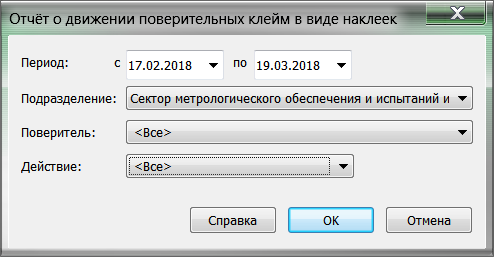 Отчёт о движении поверительных клейм в виде наклеек
Период: с 17.02.2018 по 19.03.2018
Подразделение: Сектор метрологического обеспечения и испытаний и
Поверитель: <Все>
Действие: <Все>
Справка OK Отмена